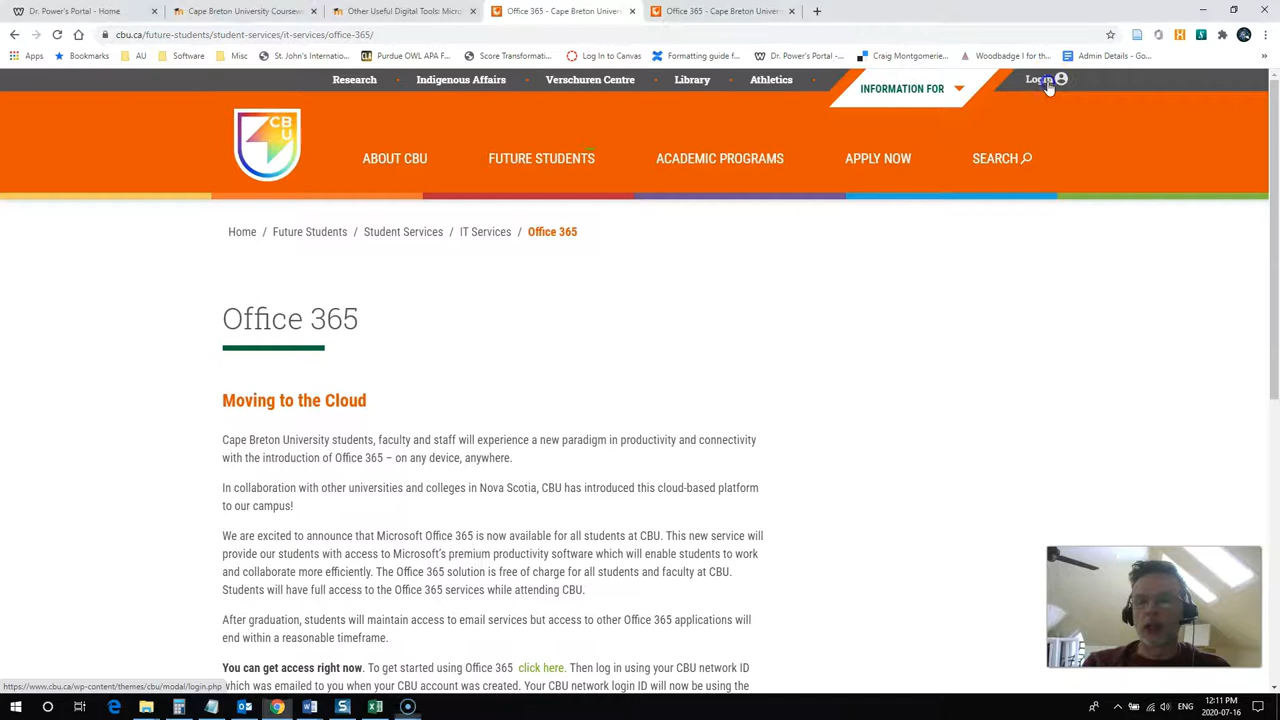 Dr. Power's Portal - Home
Cape Breton University Coursew
Other Useful Digital Tools: Micro
Office 365 - Cape Breton Univer
Office 365 - Cape Breton Univer
cbu.ca/future-students/student-services/it-services/office-365/
Apps
Bookmarks
AU
Software
Misc
St. John's Internatio...
Purdue OWL APA F...
Score Transformatio...
Log In to Canvas
Formatting guide f...
Dr. Power's Portal -...
Craig Montgomerie...
Woodbadge I for th...
Admin Details - Go...
Research
Indigenous Affairs
Verschuren Centre
Library
Athletics
INFORMATION FOR
Login
CBU
ABOUT CBU
FUTURE STUDENTS
ACADEMIC PROGRAMS
APPLY NOW
SEARCH
Home / Future Students / Student Services / IT Services / Office 365
Office 365
Moving to the Cloud
Cape Breton University students, faculty and staff will experience a new paradigm in productivity and connectivity
with the introduction of Office 365 – on any device, anywhere.
In collaboration with other universities and colleges in Nova Scotia, CBU has introduced this cloud-based platform
to our campus!
We are excited to announce that Microsoft Office 365 is now available for all students at CBU. This new service will
provide our students with access to Microsoft's premium productivity software which will enable students to work
and collaborate more efficiently. The Office 365 solution is free of charge for all students and faculty at CBU.
Students will have full access to the Office 365 services while attending CBU.
After graduation, students will maintain access to email services but access to other Office 365 applications will
end within a reasonable timeframe.
You can get access right now. To get started using Office 365 click here. Then log in using your CBU network ID
which was emailed to you when your CBU account was created. Your CBU network login ID will now be using the
https://www.cbu.ca/wp-content/themes/cbu/modal/login.php
ENG
12:11 PM
2020-07-16